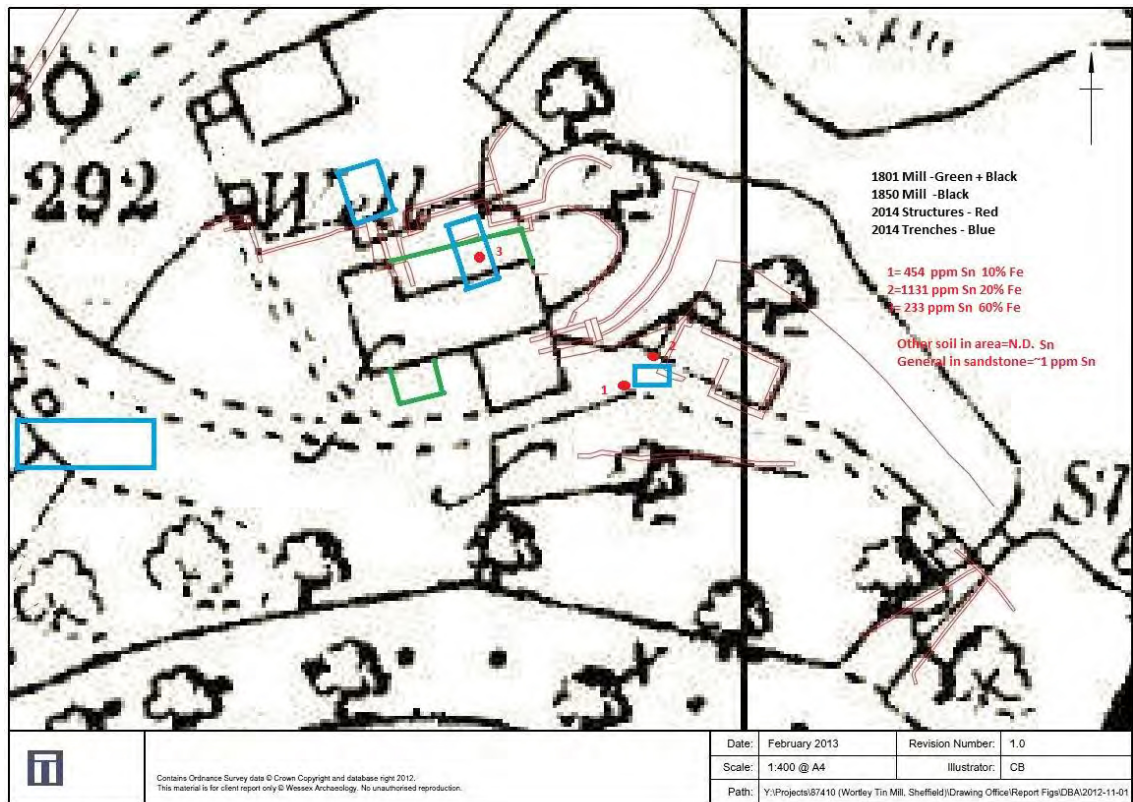 80
292
Mill
1801 Mill -Green + Black
1850 Mill -Black
2014 Structures - Red
2014 Trenches - Blue
1= 454 ppm Sn 10% Fe
2=1131 ppm Sn 20% Fe
3= 233 ppm Sn 60% Fe
Other soil in area=N.D. Sn
General in sandstone=~1 ppm Sn
3
2
1
Contains Ordnance Survey data © Crown Copyright and database right 2012.
This material is for client report only © Wessex Archaeology. No unauthorised reproduction.
Date: February 2013 Revision Number: 1.0
Scale: 1:400 @ A4 Illustrator: CB
Path: Y:\Projects\87410 (Wortley Tin Mill, Sheffield)\Drawing Office\Report Figs\DBA\2012-11-01